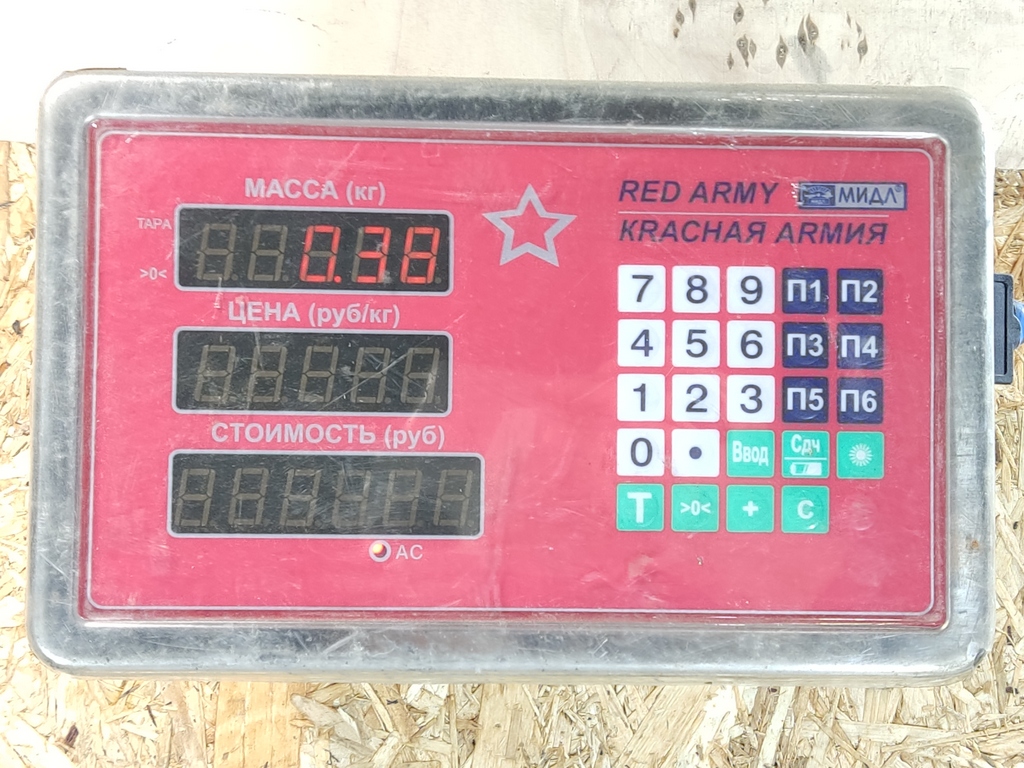 МАССА (кг)
ТАРА
0.38
>0<
ЦЕНА (руб/кг)
СТОИМОСТЬ (руб)
AC
RED ARMY МИДЛ
КRАСНАЯ АRМИЯ
7 8 9 П1 П2
4 5 6 П3 П4
1 2 3 П5 П6
0 . Ввод Сдч
T >0< + C